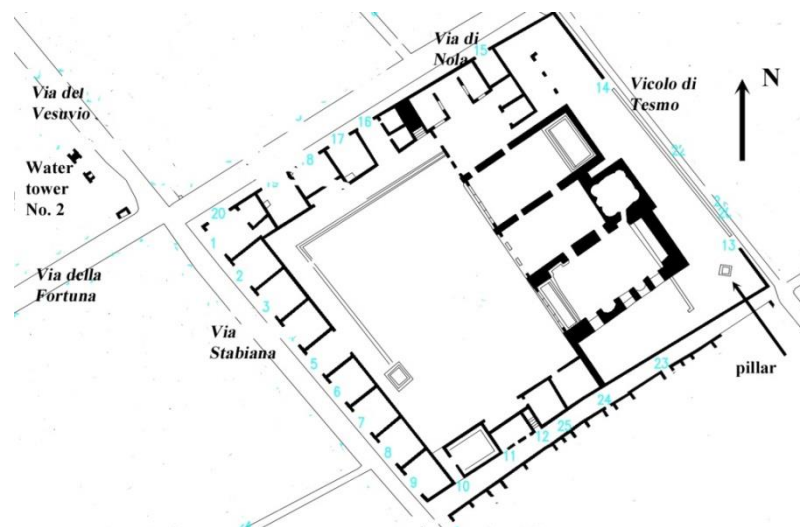 Via di
Nola
15
N
Via del
Vesuvio
Vicolo di
Tesmo
14
16
17
Water
tower
No. 2
20
1
13
Via della
Fortuna
2
3
Via
Stabiana
5
pillar
6
23
7
24
25
8
12
11
9
10